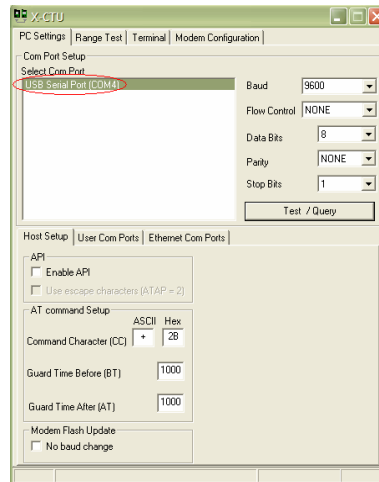 X-CTU
PC Settings Range Test Terminal Modem Configuration
Com Port Setup
Select Com Port
USB Serial Port (COM4)
Baud 9600
Flow Control NONE
Data Bits 8
Parity NONE
Stop Bits 1
Test / Query
Host Setup User Com Ports Ethernet Com Ports
API
Enable API
Use escape characters (ATAP = 2)
AT command Setup
ASCII Hex
Command Character (CC) + 2B
Guard Time Before (BT) 1000
Guard Time After (AT) 1000
Modem Flash Update
No baud change